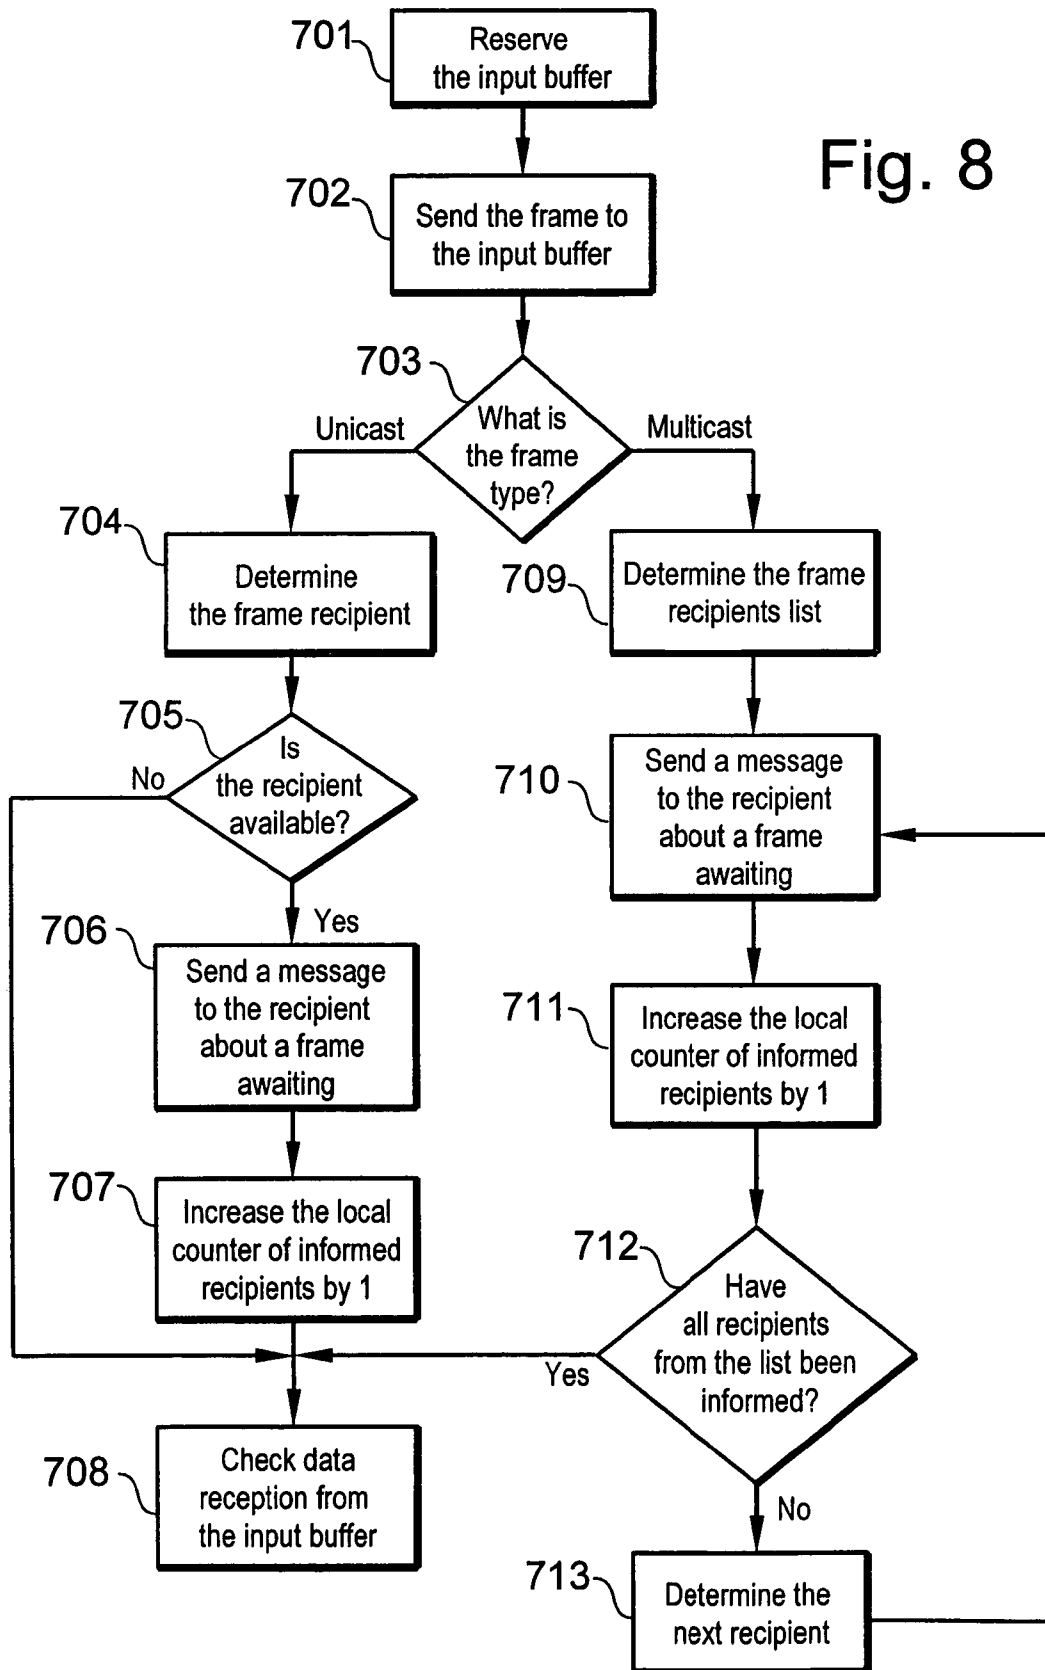 701
Reserve
the input buffer
Fig. 8
702
Send the frame to
the input buffer
703
What is
the frame
type?
Unicast
Multicast
704
Determine
the frame recipient
709
Determine the frame
recipients list
705
Is
the recipient
available?
No
Yes
710
Send a message
to the recipient
about a frame
awaiting
706
Send a message
to the recipient
about a frame
awaiting
711
Increase the local
counter of informed
recipients by 1
707
Increase the local
counter of informed
recipients by 1
712
Have
all recipients
from the list been
informed?
Yes
No
708
Check data
reception from
the input buffer
713
Determine the
next recipient